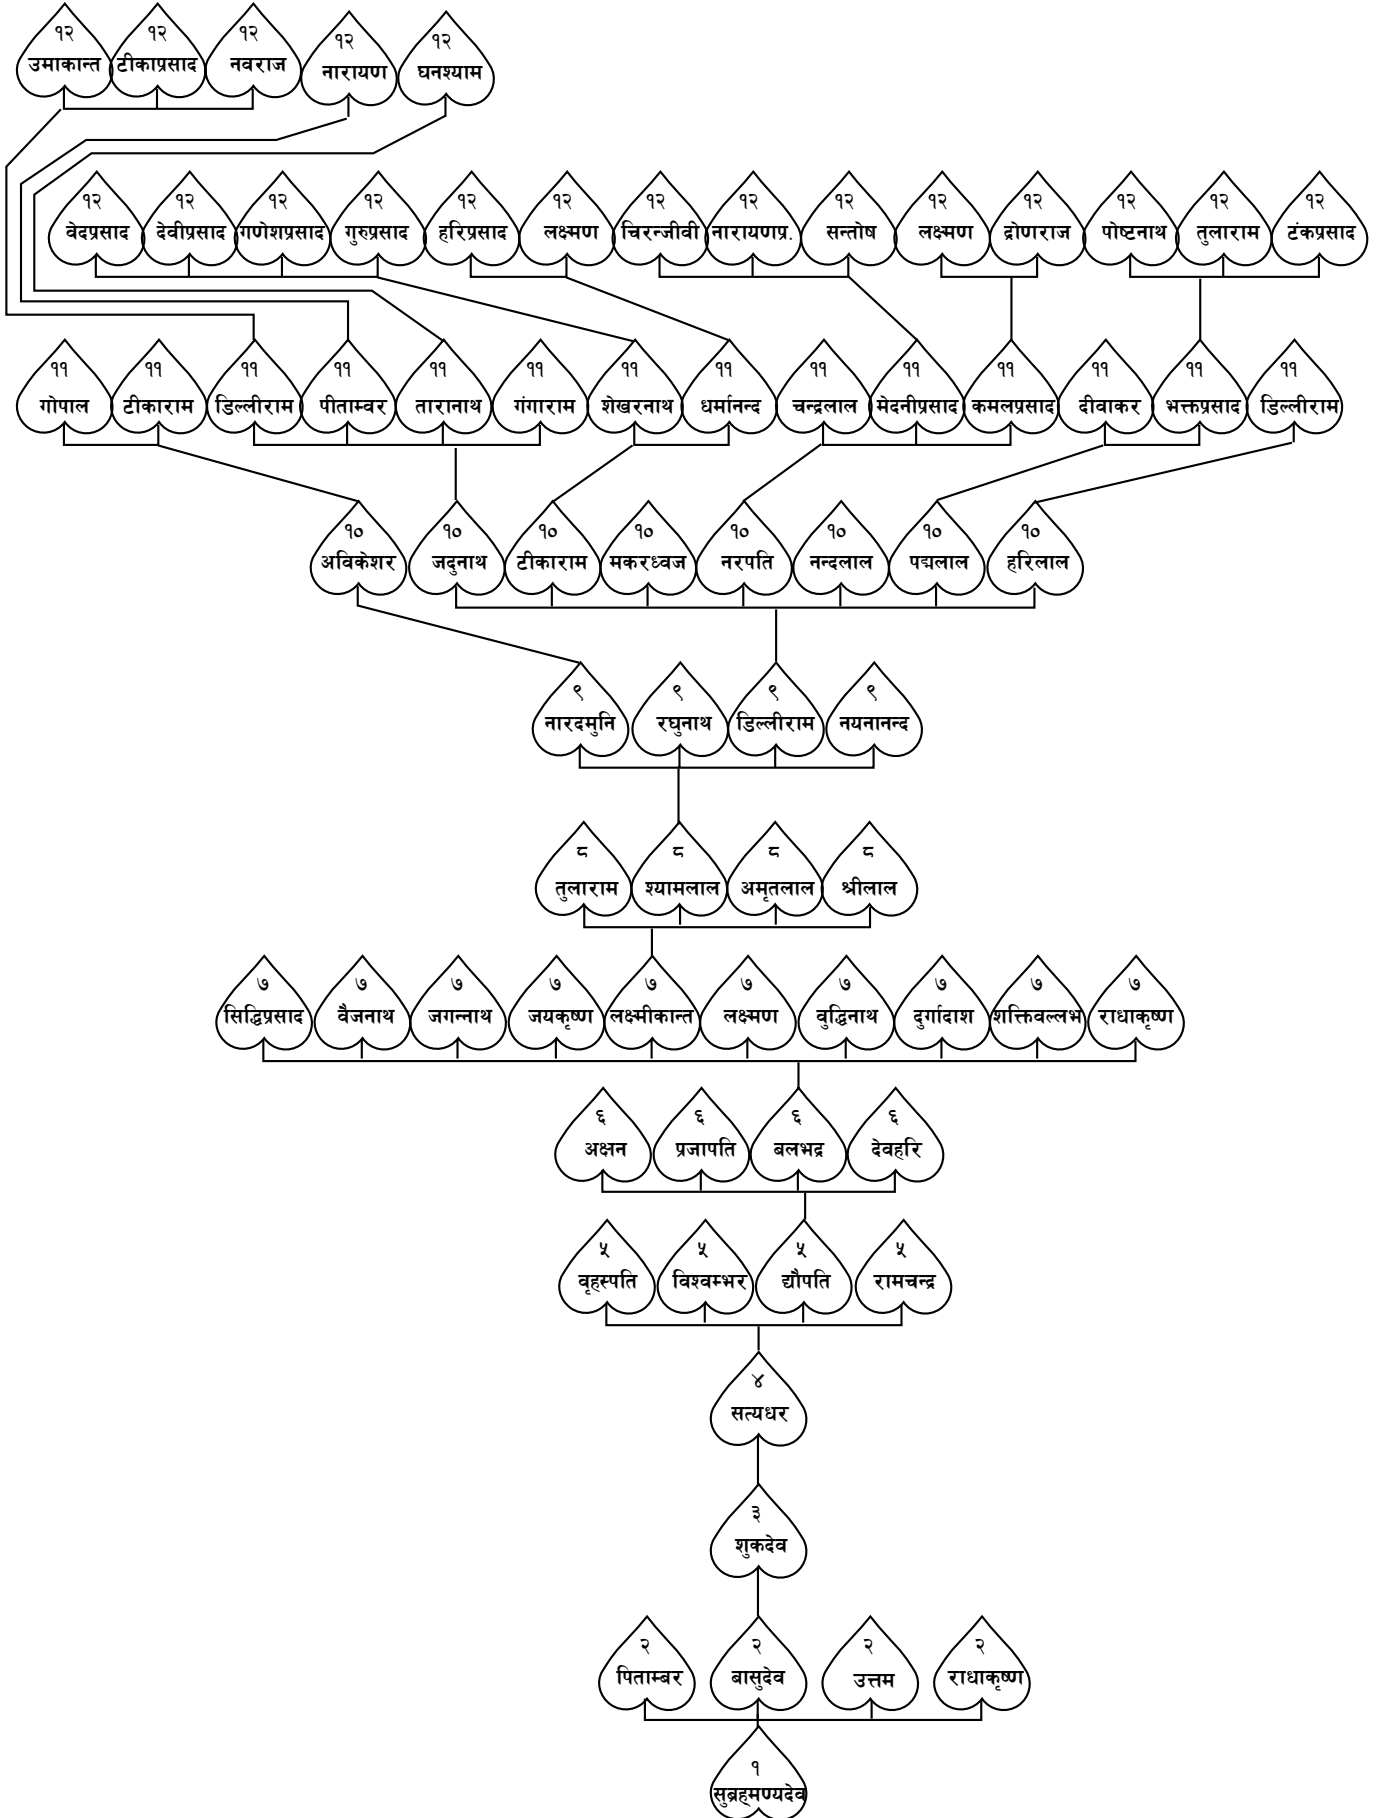 १२ १२ १२ १२ १२
उमाकान्त टीकाप्रसाद नवराज नारायण घनश्याम
१२ १२ १२ १२ १२ १२ १२ १२ १२ १२ १२ १२ १२ १२
वेदप्रसाद देवीप्रसाद गणेशप्रसाद गुरुप्रसाद हरिप्रसाद लक्ष्मण चिरन्जीवी नारायणप्र. सन्तोष लक्ष्मण द्रोणराज पोष्टनाथ तुलाराम टंकप्रसाद
११ ११ ११ ११ ११ ११ ११ ११ ११ ११ ११ ११ ११ ११
गोपाल टीकाराम डिल्लीराम पीताम्वर तारानाथ गंगाराम शेखरनाथ धर्मानन्द चन्द्रलाल मेदनीप्रसाद कमलप्रसाद दीवाकर भक्तप्रसाद डिल्लीराम
१० १० १० १० १० १० १० १०
अविकेशर जदुनाथ टीकाराम मकरध्वज नरपति नन्दलाल पद्मलाल हरिलाल
९ ९ ९ ९
नारदमुनि रघुनाथ डिल्लीराम नयनानन्द
८ ८ ८ ८
तुलाराम श्यामलाल अमृतलाल श्रीलाल
७ ७ ७ ७ ७ ७ ७ ७ ७ ७
सिद्धिप्रसाद वैजनाथ जगन्नाथ जयकृष्ण लक्ष्मीकान्त लक्ष्मण वुद्धिनाथ दुर्गादाश शक्तिवल्लभ राधाकृष्ण
६ ६ ६ ६
अक्षन प्रजापति बलभद्र देवहरि
५ ५ ५ ५
वृहस्पति विश्वम्भर द्यौपति रामचन्द्र
४
सत्यधर
३
शुकदेव
२ २ २ २
पिताम्बर बासुदेव उत्तम राधाकृष्ण
१
सुब्रह्मण्यदेव